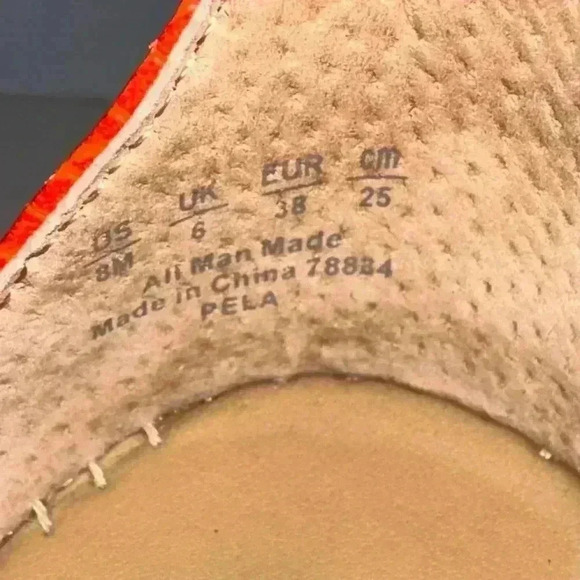 US UK EUR cm
8M 6 38 25
All Man Made
Made in China 78834
PELA